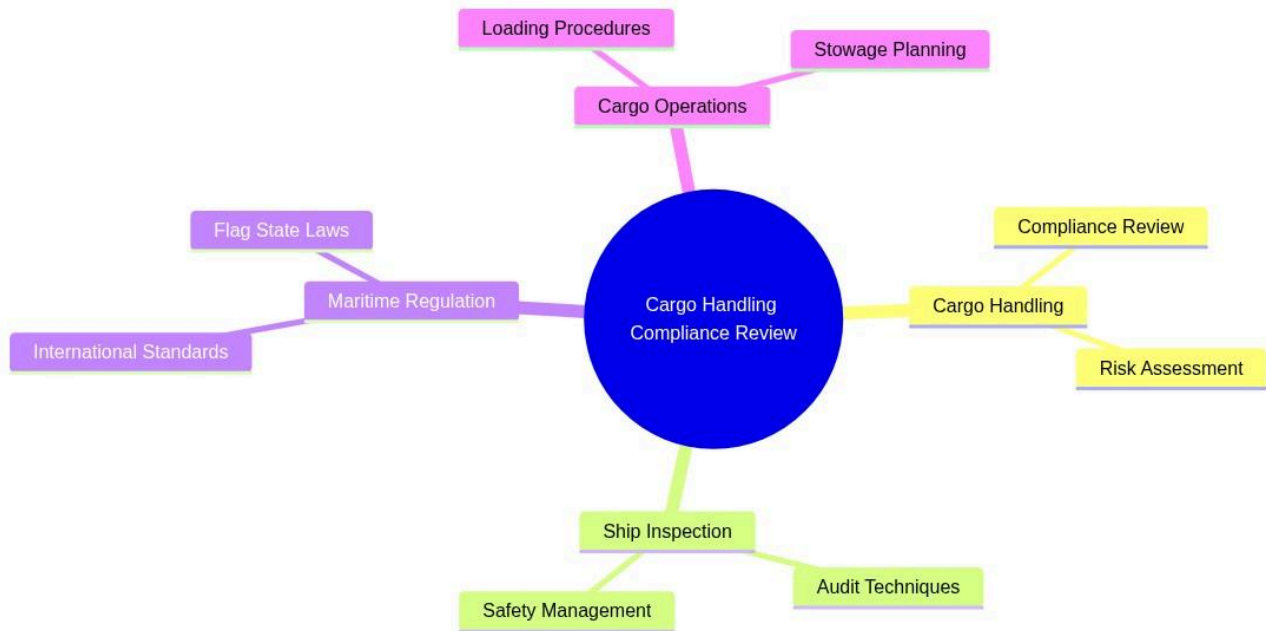 Loading Procedures
Stowage Planning
Cargo Operations
Flag State Laws
Compliance Review
Maritime Regulation
Cargo Handling
Compliance Review
Cargo Handling
International Standards
Risk Assessment
Ship Inspection
Audit Techniques
Safety Management